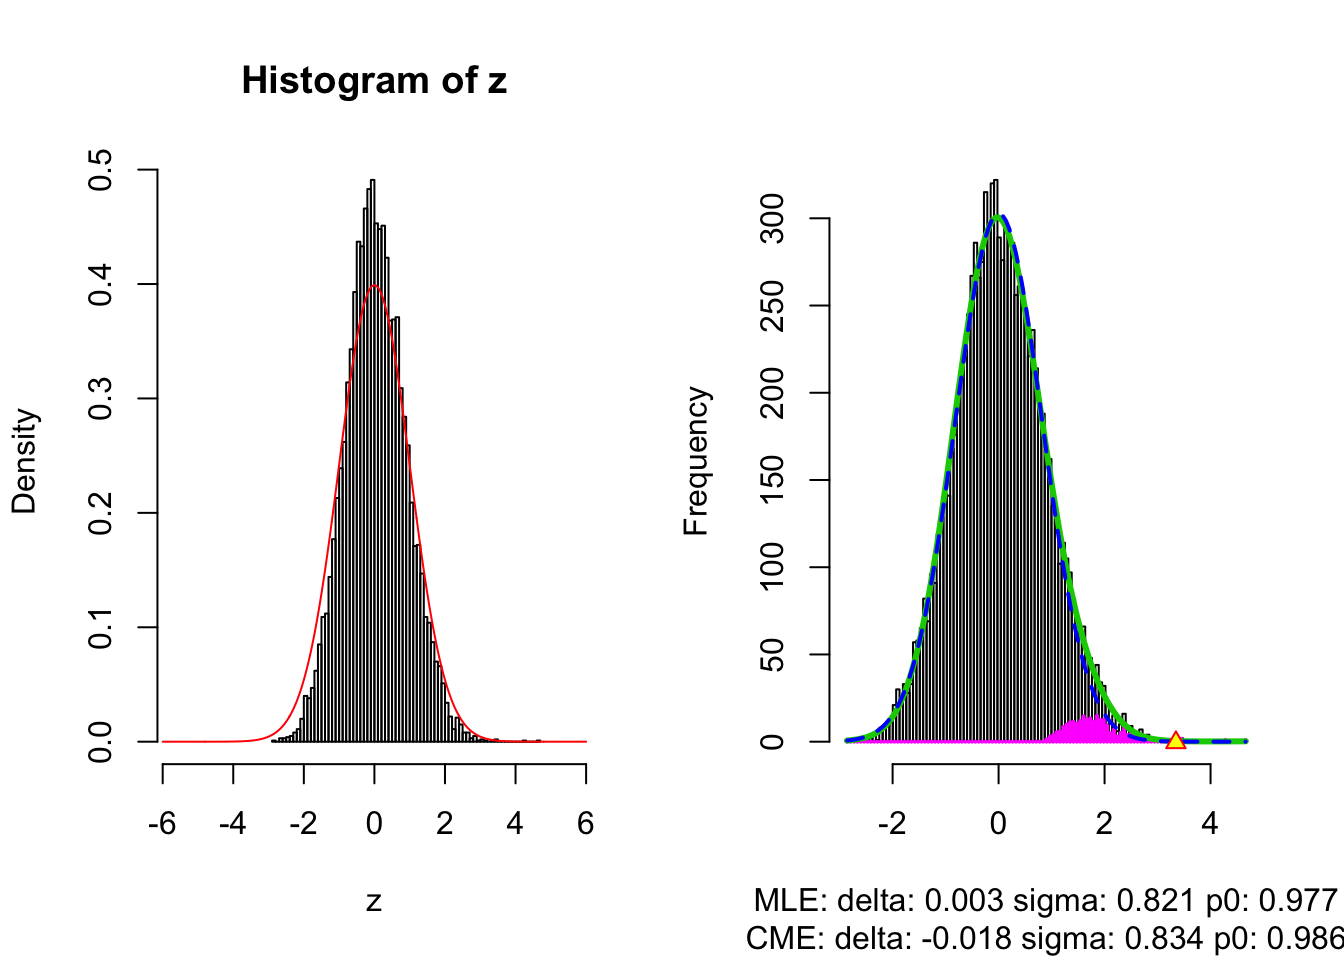 Histogram of z
Density
0.0 0.1 0.2 0.3 0.4 0.5
-6 -4 -2 0 2 4 6
z
Frequency
0 50 100 150 200 250 300
-2 0 2 4
MLE: delta: 0.003 sigma: 0.821 p0: 0.977
CME: delta: -0.018 sigma: 0.834 p0: 0.986